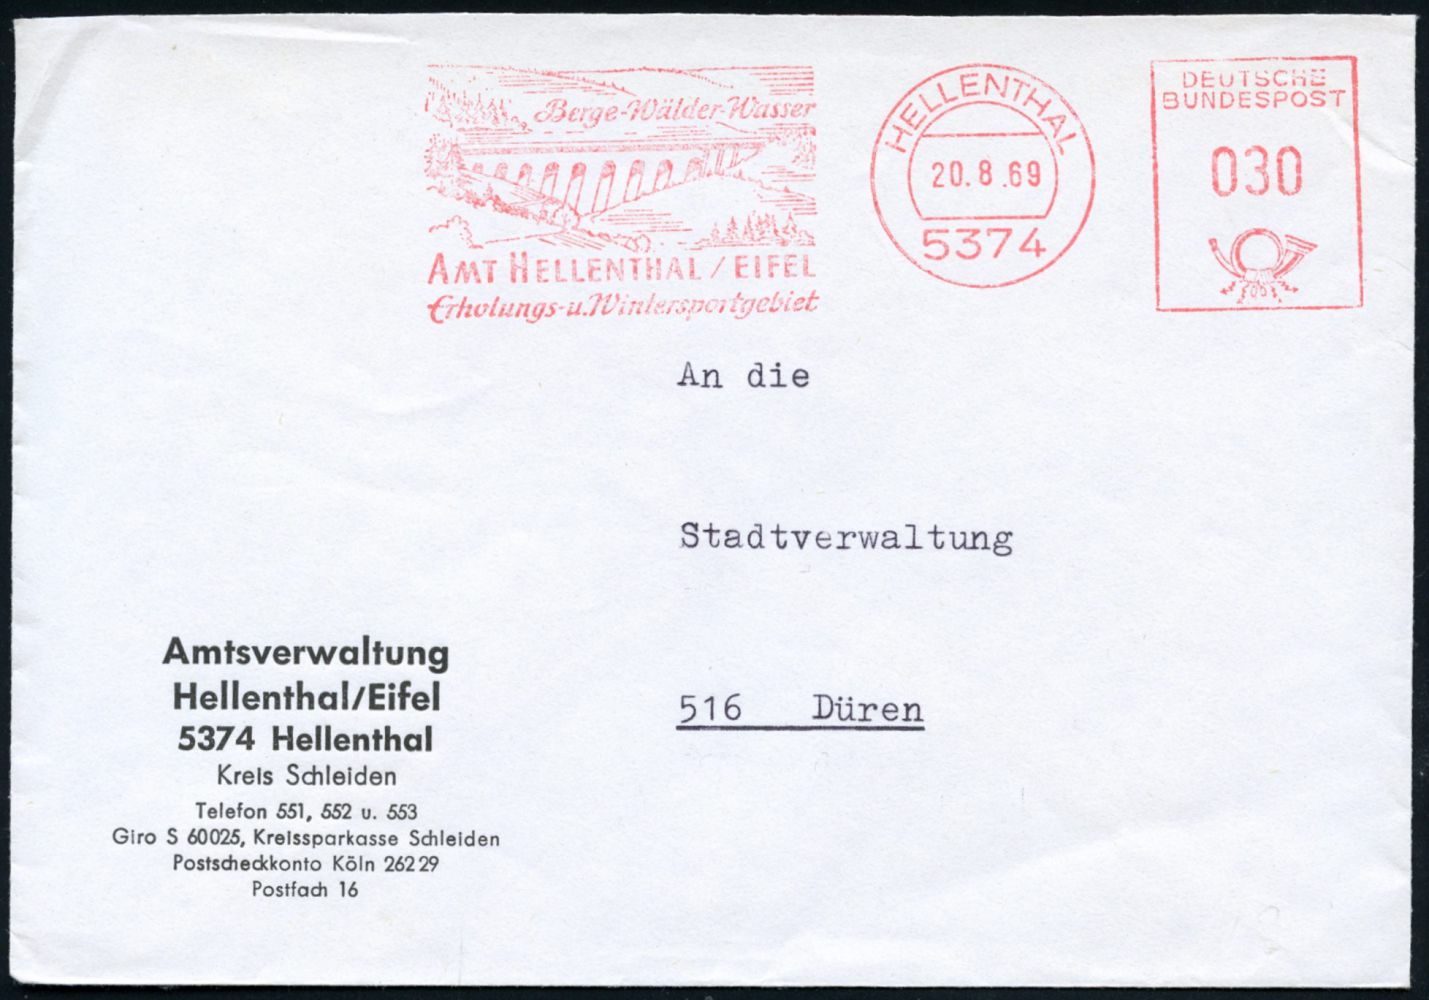 Berge-Wälder-Wasser
AMT HELLENTHAL / EIFEL
Erholungs- u. Wintersportgebiet
HELLENTHAL
20.8.69
5374
DEUTSCHE
BUNDESPOST
030
An die
Stadtverwaltung
516 Düren
Amtsverwaltung
Hellenthal/Eifel
5374 Hellenthal
Kreis Schleiden
Telefon 551, 552 u. 553
Giro S 60025, Kreissparkasse Schleiden
Postscheckkonto Köln 26229
Postfach 16